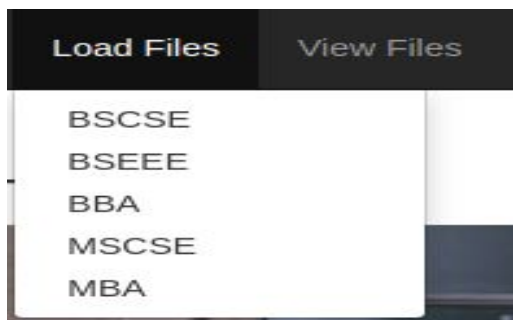 Load Files View Files
BSCSE
BSEEE
BBA
MSCSE
MBA